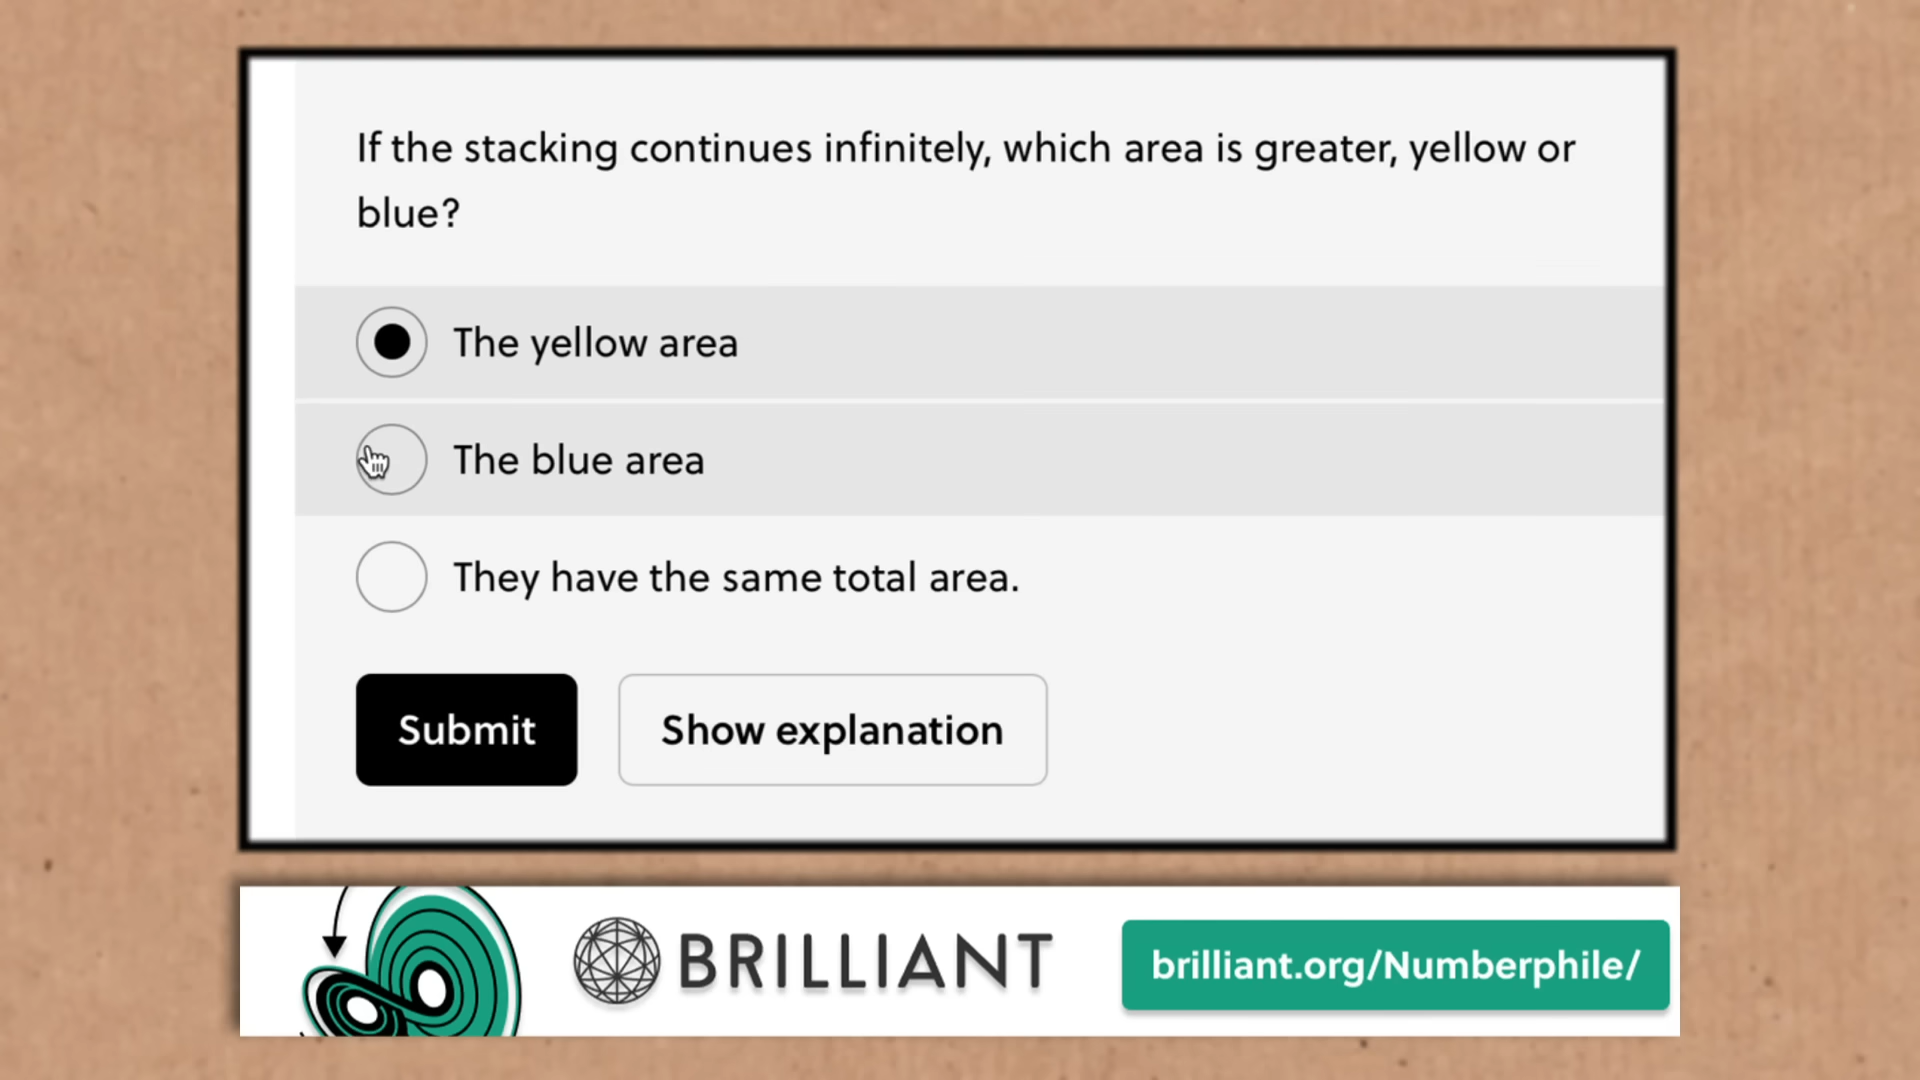 If the stacking continues infinitely, which area is greater, yellow or
blue?
The yellow area
The blue area
They have the same total area.
Submit
Show explanation
BRILLIANT
brilliant.org/Numberphile/